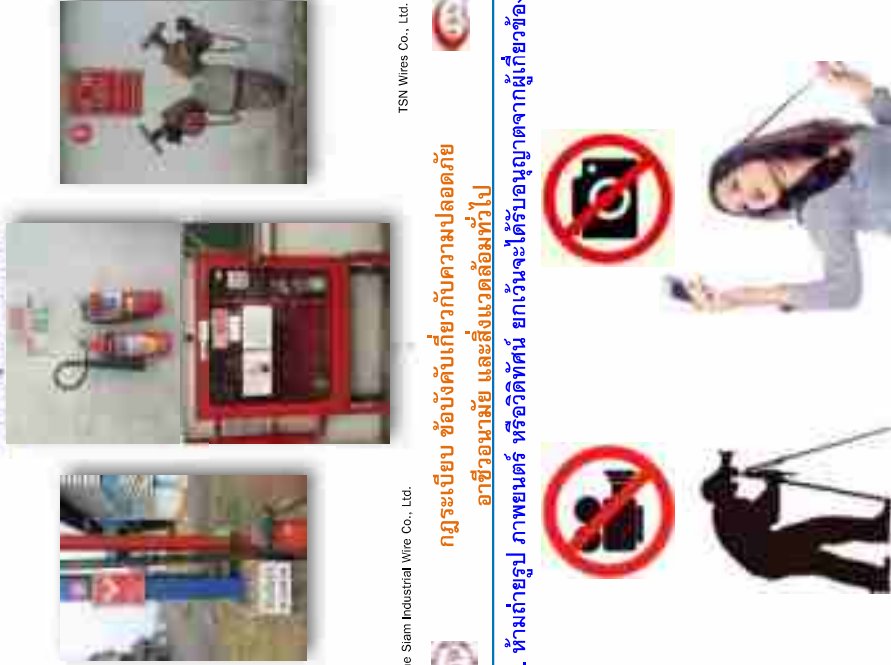 TSN Wires Co., Ltd.
Siam Industrial Wire Co., Ltd.
กฎระเบียบ ข้อบังคับเกี่ยวกับความปลอดภัย
อาชีวอนามัย และสิ่งแวดล้อมทั่วไป
ห้ามถ่ายรูป ภาพยนตร์ หรือวิดิทัศน์ ยกเว้นจะได้รับอนุญาตจากผู้เกี่ยวข้อง